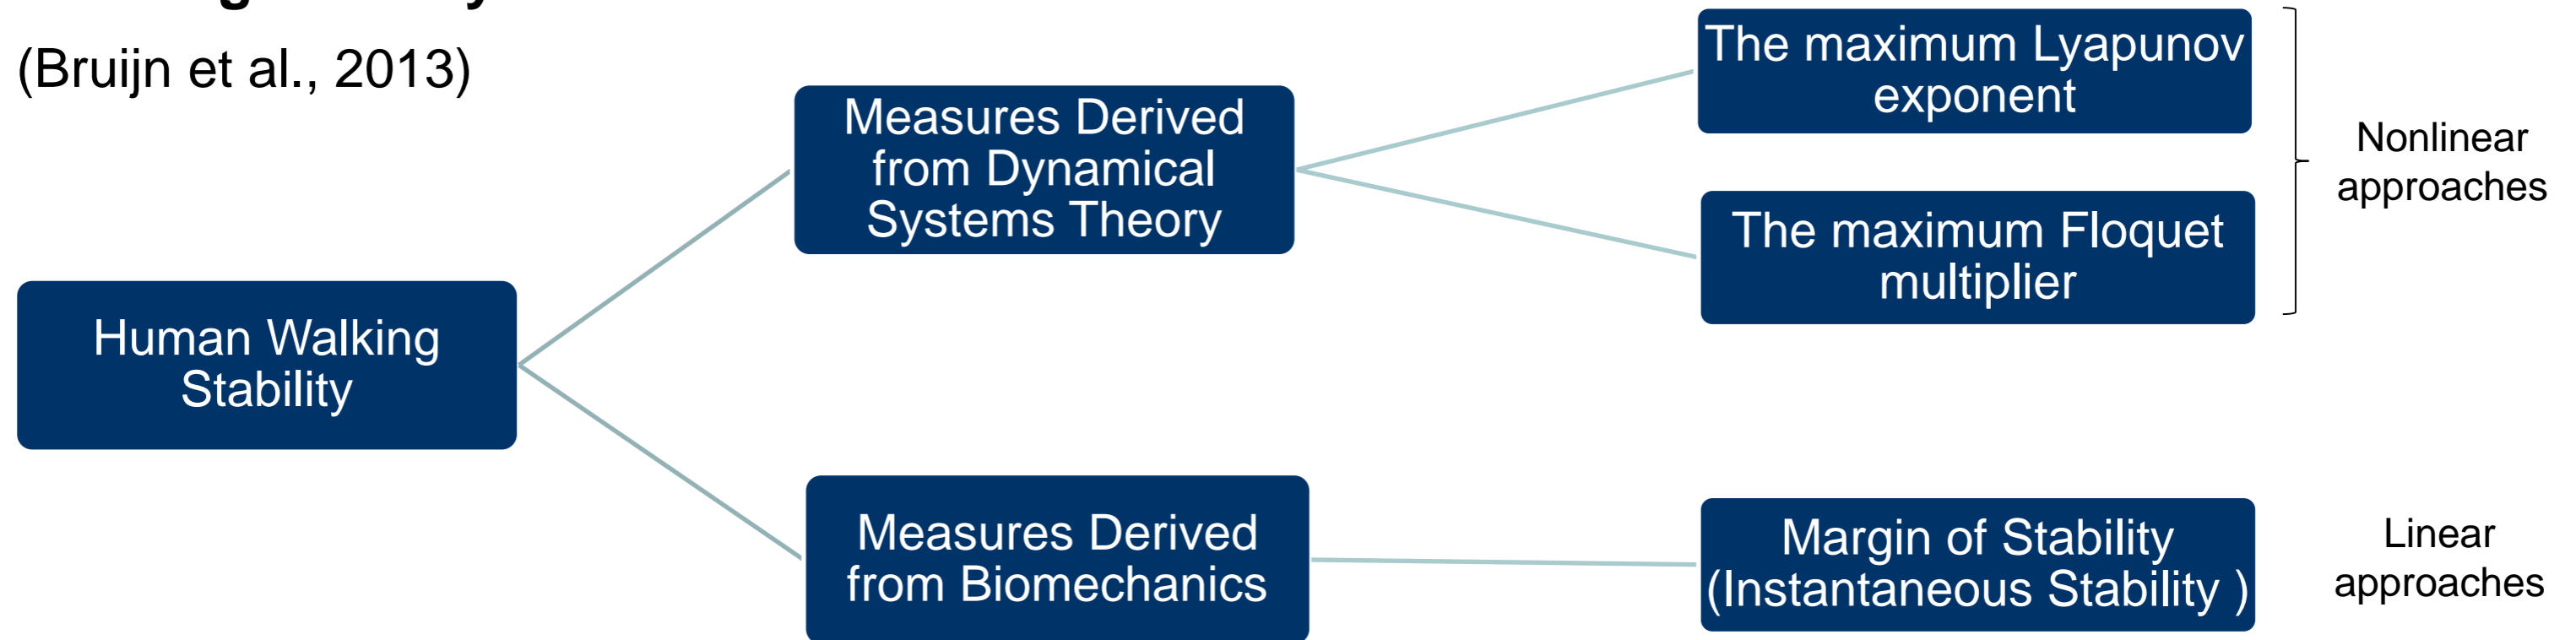 (Bruijn et al., 2013)
Human Walking
Stability
Measures Derived
from Dynamical
Systems Theory
The maximum Lyapunov
exponent
The maximum Floquet
multiplier
Nonlinear
approaches
Measures Derived
from Biomechanics
Margin of Stability
(Instantaneous Stability )
Linear
approaches